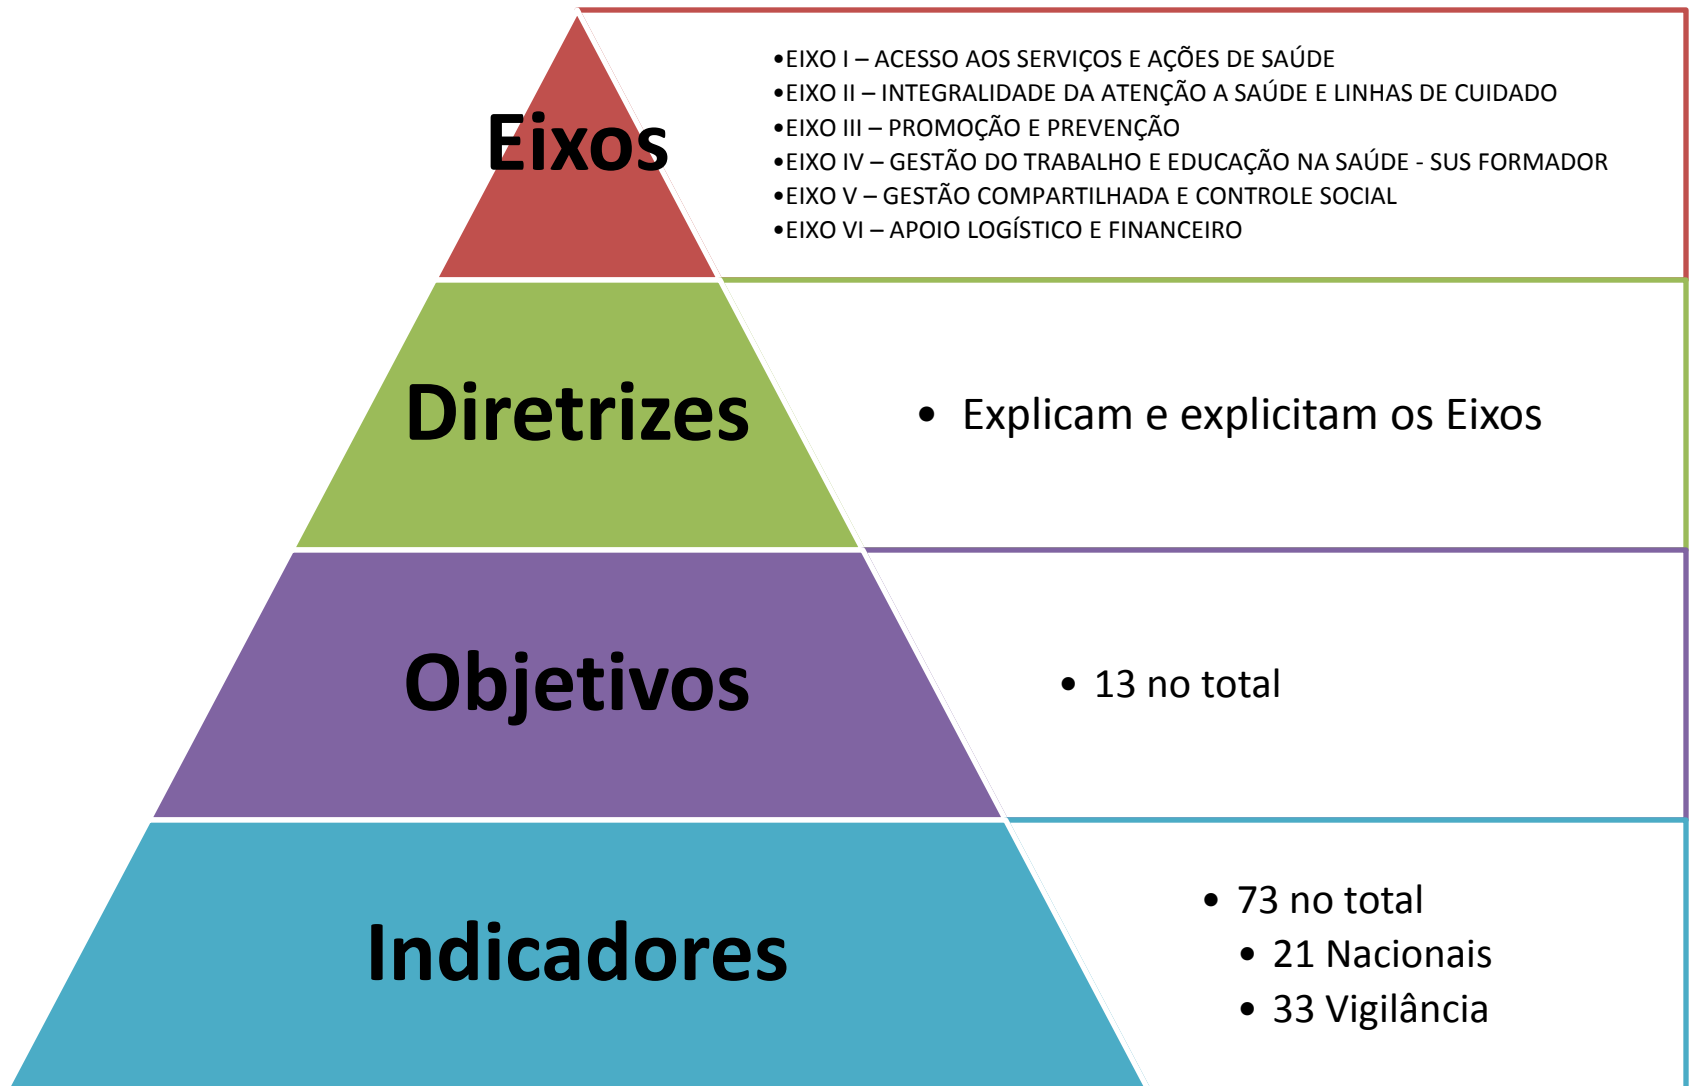 Eixos
•EIXO I – ACESSO AOS SERVIÇOS E AÇÕES DE SAÚDE
•EIXO II – INTEGRALIDADE DA ATENÇÃO A SAÚDE E LINHAS DE CUIDADO
•EIXO III – PROMOÇÃO E PREVENÇÃO
•EIXO IV – GESTÃO DO TRABALHO E EDUCAÇÃO NA SAÚDE - SUS FORMADOR
•EIXO V – GESTÃO COMPARTILHADA E CONTROLE SOCIAL
•EIXO VI – APOIO LOGÍSTICO E FINANCEIRO
Diretrizes
• Explicam e explicitam os Eixos
Objetivos
• 13 no total
Indicadores
• 73 no total
• 21 Nacionais
• 33 Vigilância